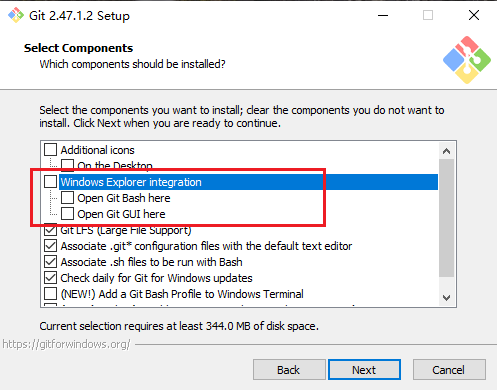 Git 2.47.1.2 Setup
Select Components
Which components should be installed?
Select the components you want to install; clear the components you do not want to
install. Click Next when you are ready to continue.
Additional icons
On the Desktop
Windows Explorer integration
Open Git Bash here
Open Git GUI here
Git LFS (Large File Support)
Associate .git* configuration files with the default text editor
Associate .sh files to be run with Bash
Check daily for Git for Windows updates
(NEW!) Add a Git Bash Profile to Windows Terminal
Current selection requires at least 344.0 MB of disk space.
https://gitforwindows.org/
Back
Next
Cancel